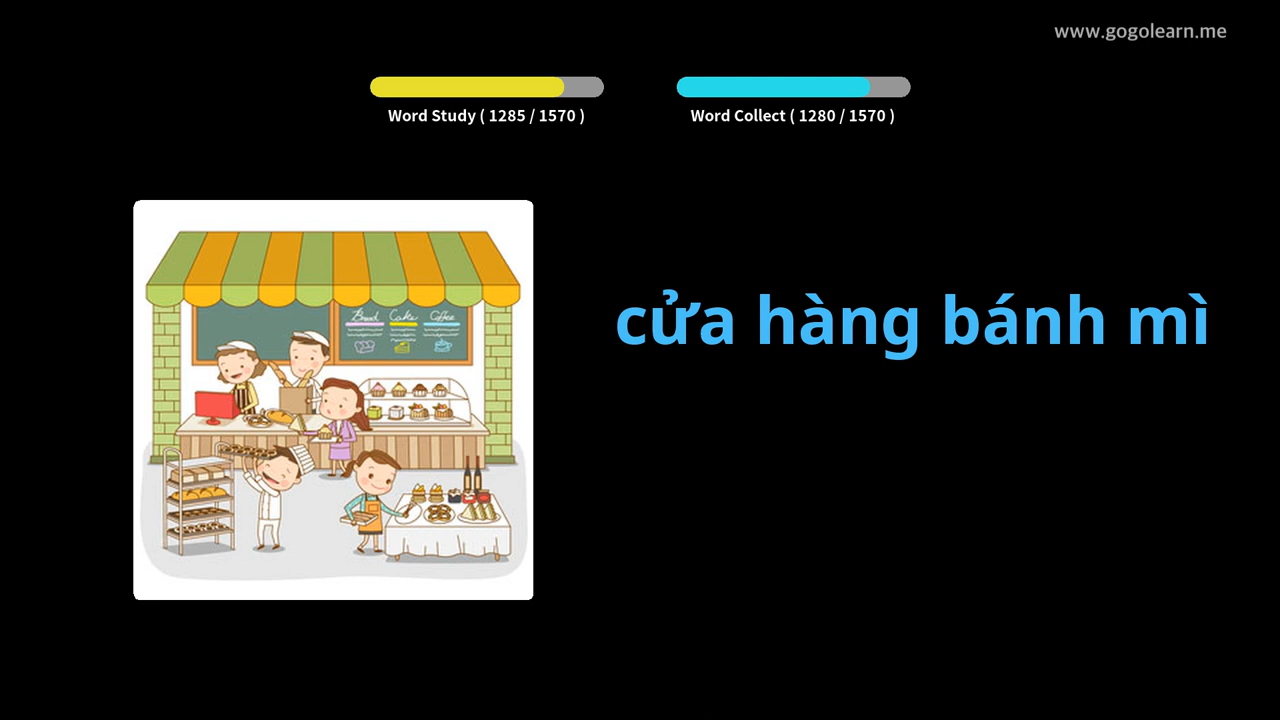 www.gogolearn.me
Word Study ( 1285 / 1570 )
Word Collect ( 1280 / 1570 )
Bread Cake Coffee
cửa hàng bánh mì